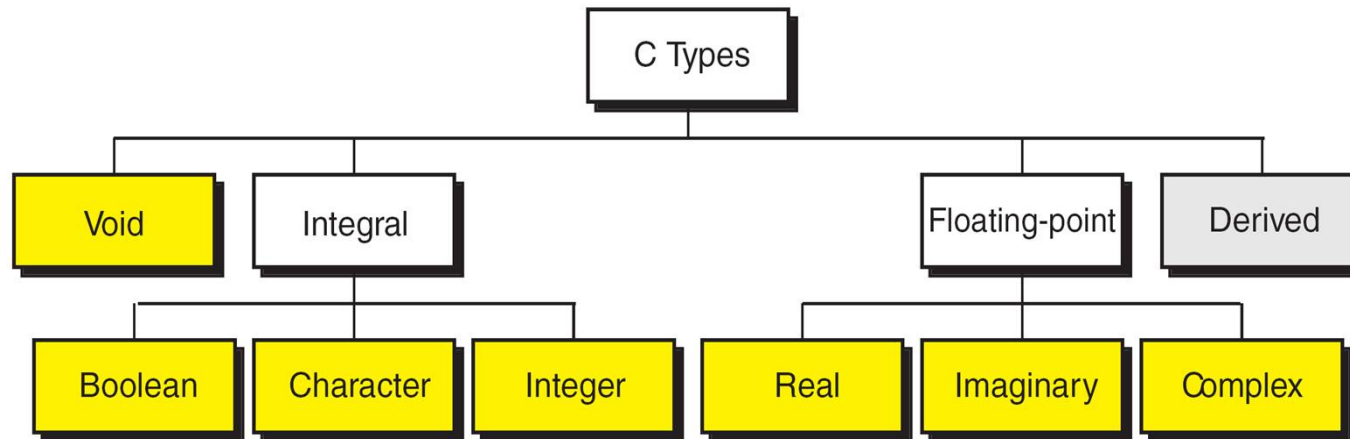 C Types
Void
Integral
Floating-point
Derived
Boolean
Character
Integer
Real
Imaginary
Complex